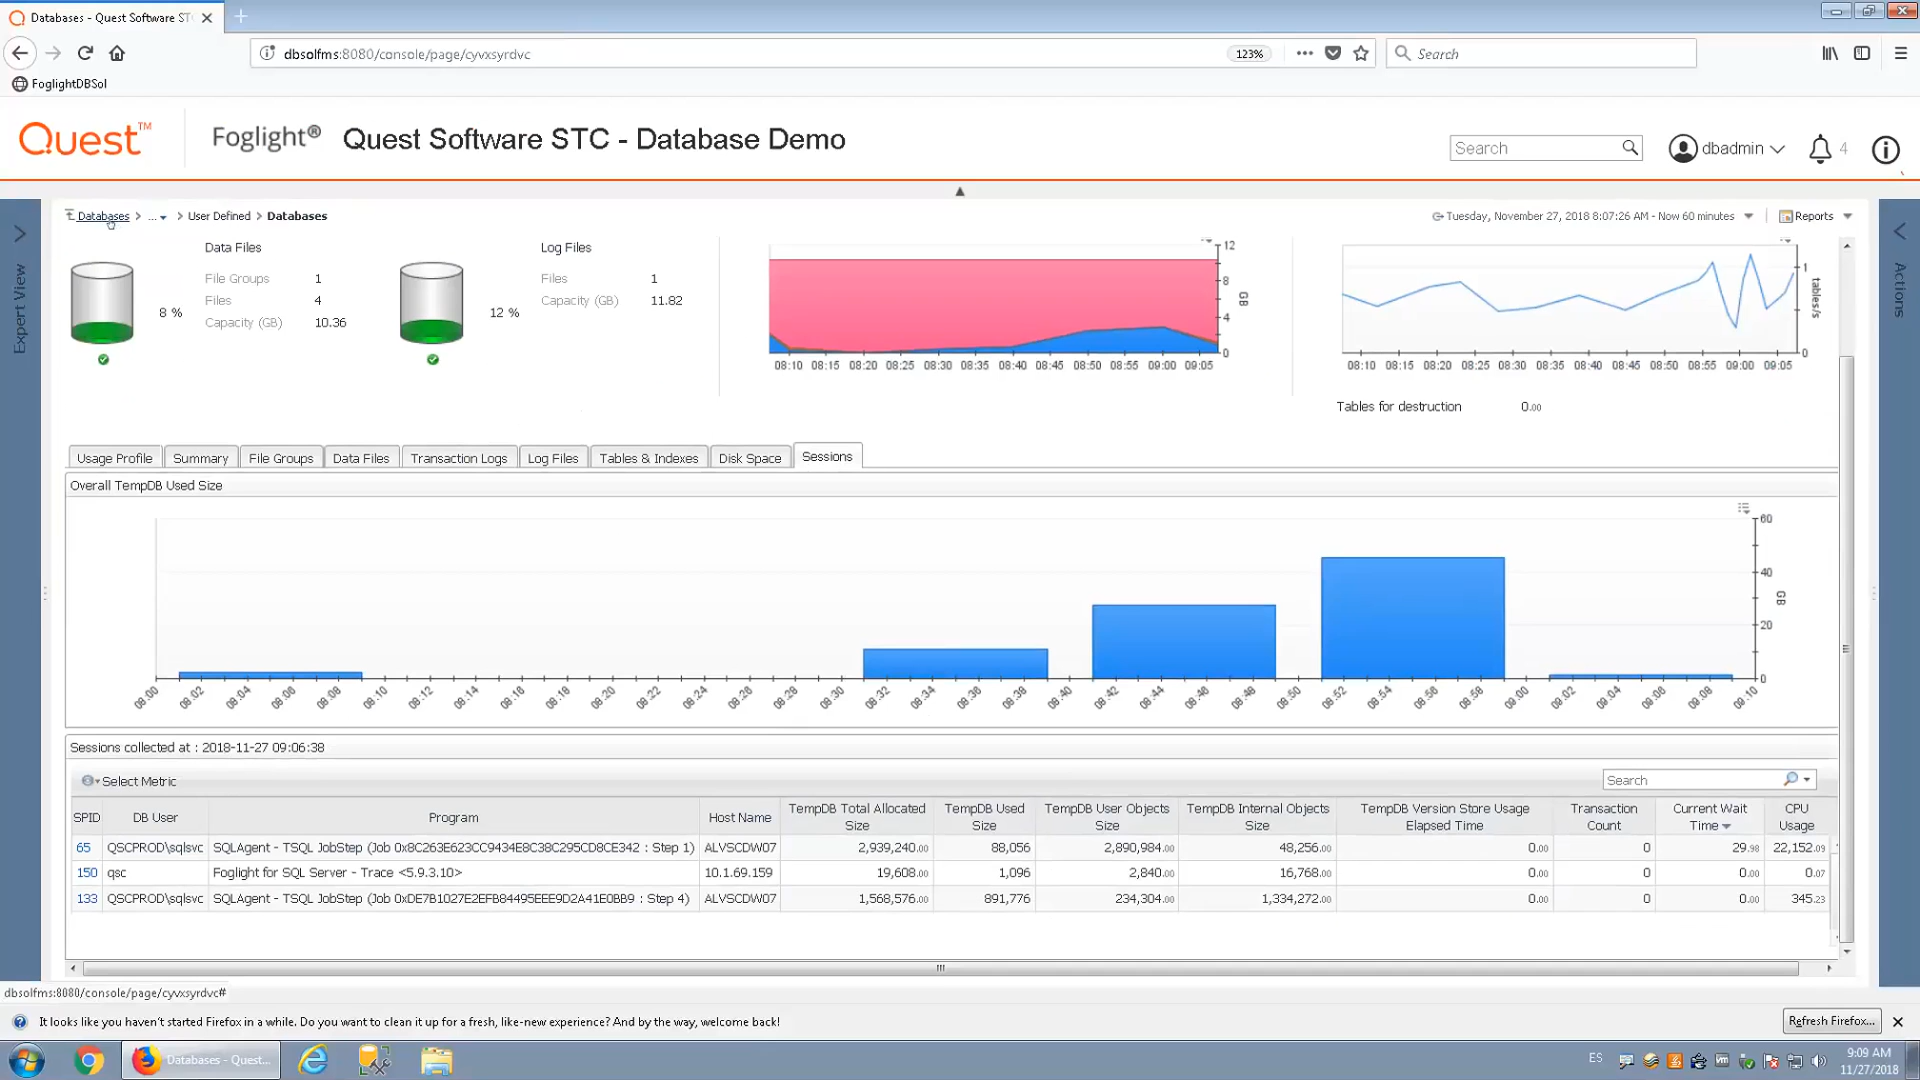 Databases - Quest Software ST
dbsolfms:8080/console/page/cyvxsyrdvc
123%
Search
FoglightDBSol
Quest™
Foglight® Quest Software STC - Database Demo
Search
dbadmin
4
Databases > ... > User Defined > Databases
Tuesday, November 27, 2018 8:07:26 AM - Now 60 minutes
Reports
Expert View
Actions
Data Files
File Groups 1
Files 4
Capacity (GB) 10.36
8 %
Log Files
Files 1
Capacity (GB) 11.82
12 %
12
8
4
0
GB
08:10 08:15 08:20 08:25 08:30 08:35 08:40 08:45 08:50 08:55 09:00 09:05
1
0
tables/s
08:10 08:15 08:20 08:25 08:30 08:35 08:40 08:45 08:50 08:55 09:00 09:05
Tables for destruction 0.00
Usage Profile Summary File Groups Data Files Transaction Logs Log Files Tables & Indexes Disk Space Sessions
Overall TempDB Used Size
60
40
20
0
GB
08:00 08:02 08:04 08:06 08:08 08:10 08:12 08:14 08:16 08:18 08:20 08:22 08:24 08:26 08:28 08:30 08:32 08:34 08:36 08:38 08:40 08:42 08:44 08:46 08:48 08:50 08:52 08:54 08:56 08:58 09:00 09:02 09:04 09:06 09:08 09:10
Sessions collected at : 2018-11-27 09:06:38
Select Metric
Search
SPID DB User Program Host Name TempDB Total Allocated Size TempDB Used Size TempDB User Objects Size TempDB Internal Objects Size TempDB Version Store Usage Elapsed Time Transaction Count Current Wait Time CPU Usage
65 QSCPROD\sqlsvc SQLAgent - TSQL JobStep (Job 0x8C263E623CC9434E8C38C295CD8CE342 : Step 1) ALVSCDW07 2,939,240.00 88,056 2,890,984.00 48,256.00 0.00 0 29.98 22,152.09
150 qsc Foglight for SQL Server - Trace <5.9.3.10> 10.1.69.159 19,608.00 1,096 2,840.00 16,768.00 0.00 0 0.00 0.07
133 QSCPROD\sqlsvc SQLAgent - TSQL JobStep (Job 0xDE7B1027E2EFB84495EEE9D2A41E0BB9 : Step 4) ALVSCDW07 1,568,576.00 891,776 234,304.00 1,334,272.00 0.00 0 0.00 345.23
dbsolfms:8080/console/page/cyvxsyrdvc#
It looks like you haven't started Firefox in a while. Do you want to clean it up for a fresh, like-new experience? And by the way, welcome back!
Refresh Firefox...
Databases - Quest...
ES
9:09 AM
11/27/2018